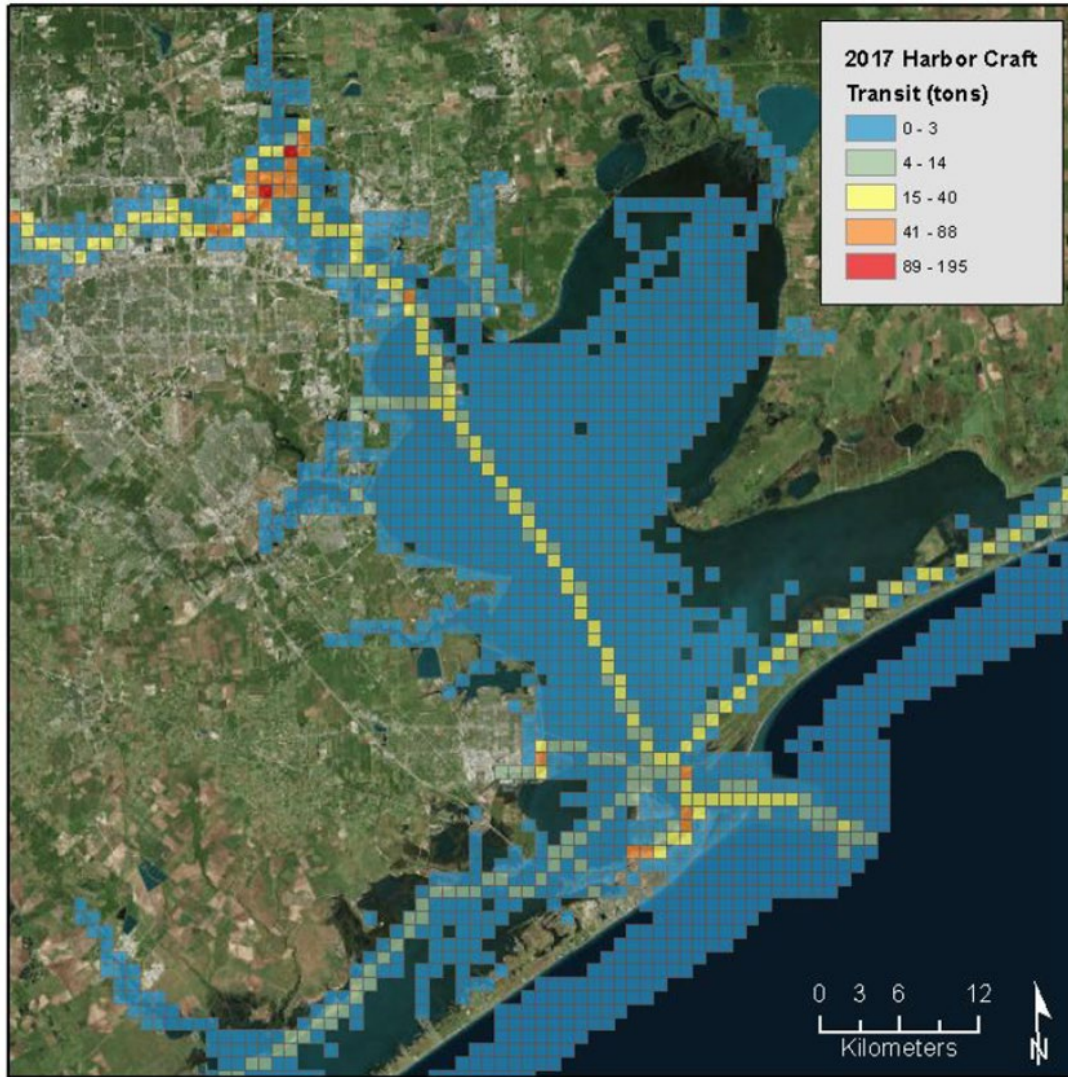 2017 Harbor Craft
Transit (tons)
0 - 3
4 - 14
15 - 40
41 - 88
89 - 195
0 3 6 12
Kilometers
N